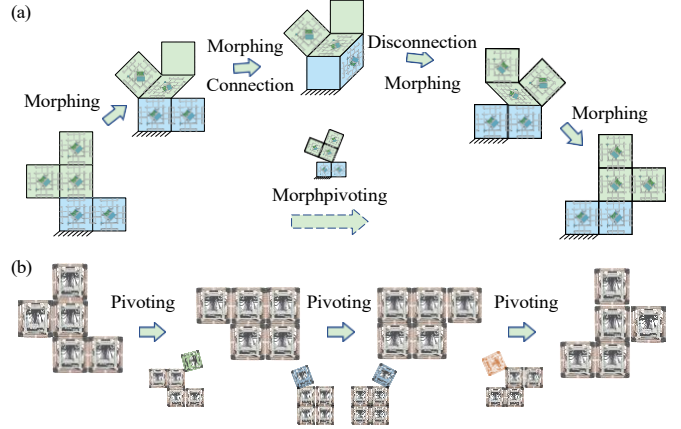 (a)
Morphing
Morphing
Connection
Disconnection
Morphing
Morphing
Morphpivoting
(b)
Pivoting
Pivoting
Pivoting